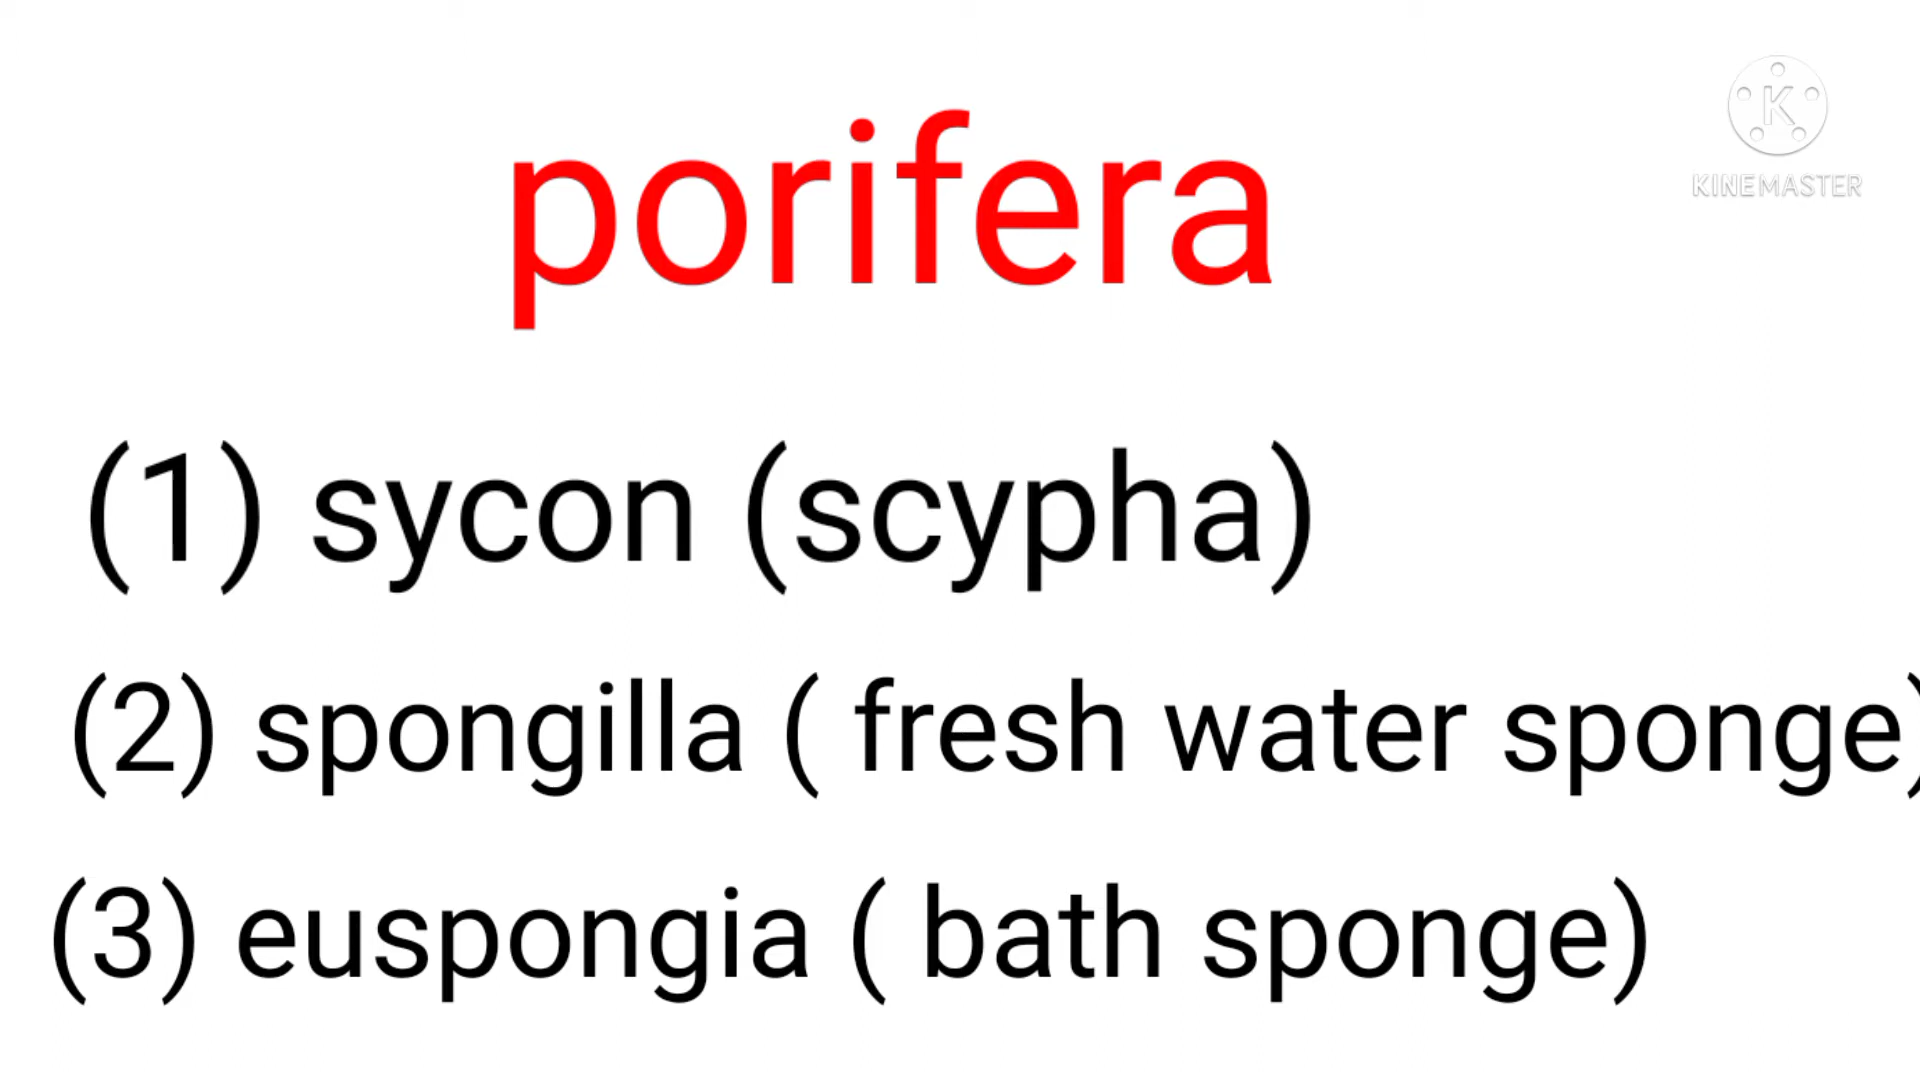 KINEMASTER
porifera
(1) sycon (scypha)
(2) spongilla ( fresh water sponge)
(3) euspongia ( bath sponge)